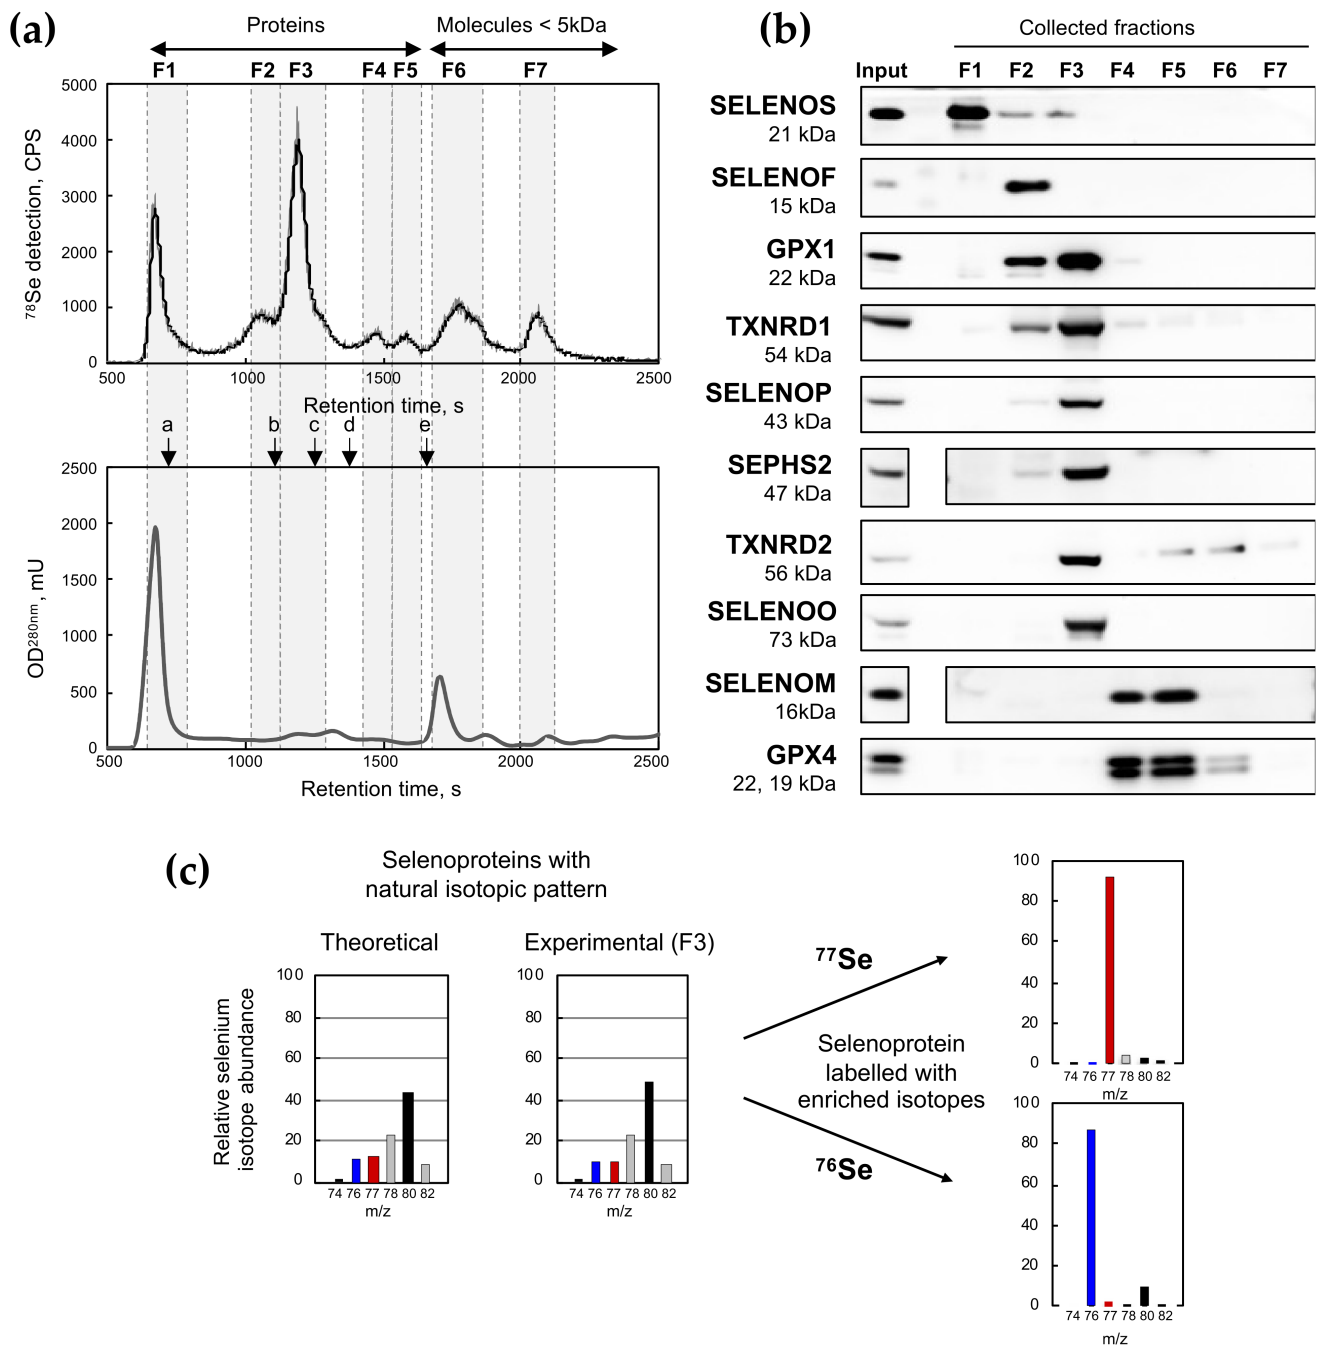 (a)
Proteins
Molecules < 5kDa
F1 F2 F3 F4 F5 F6 F7
78Se detection, CPS
5000
4000
3000
2000
1000
0
500 1000 1500 2000 2500
Retention time, s
a b c d e
OD280nm, mU
2500
2000
1500
1000
500
0
500 1000 1500 2000 2500
Retention time, s
(b)
Collected fractions
Input F1 F2 F3 F4 F5 F6 F7
SELENOS
21 kDa
SELENOF
15 kDa
GPX1
22 kDa
TXNRD1
54 kDa
SELENOP
43 kDa
SEPHS2
47 kDa
TXNRD2
56 kDa
SELENOO
73 kDa
SELENOM
16kDa
GPX4
22, 19 kDa
(c)
Selenoproteins with
natural isotopic pattern
Theoretical
Experimental (F3)
Relative selenium
isotope abundance
100
80
60
40
20
0
74 76 77 78 80 82
m/z
100
80
60
40
20
0
74 76 77 78 80 82
m/z
77Se
Selenoprotein
labelled with
enriched isotopes
76Se
100
80
60
40
20
0
74 76 77 78 80 82
m/z
100
80
60
40
20
0
74 76 77 78 80 82
m/z